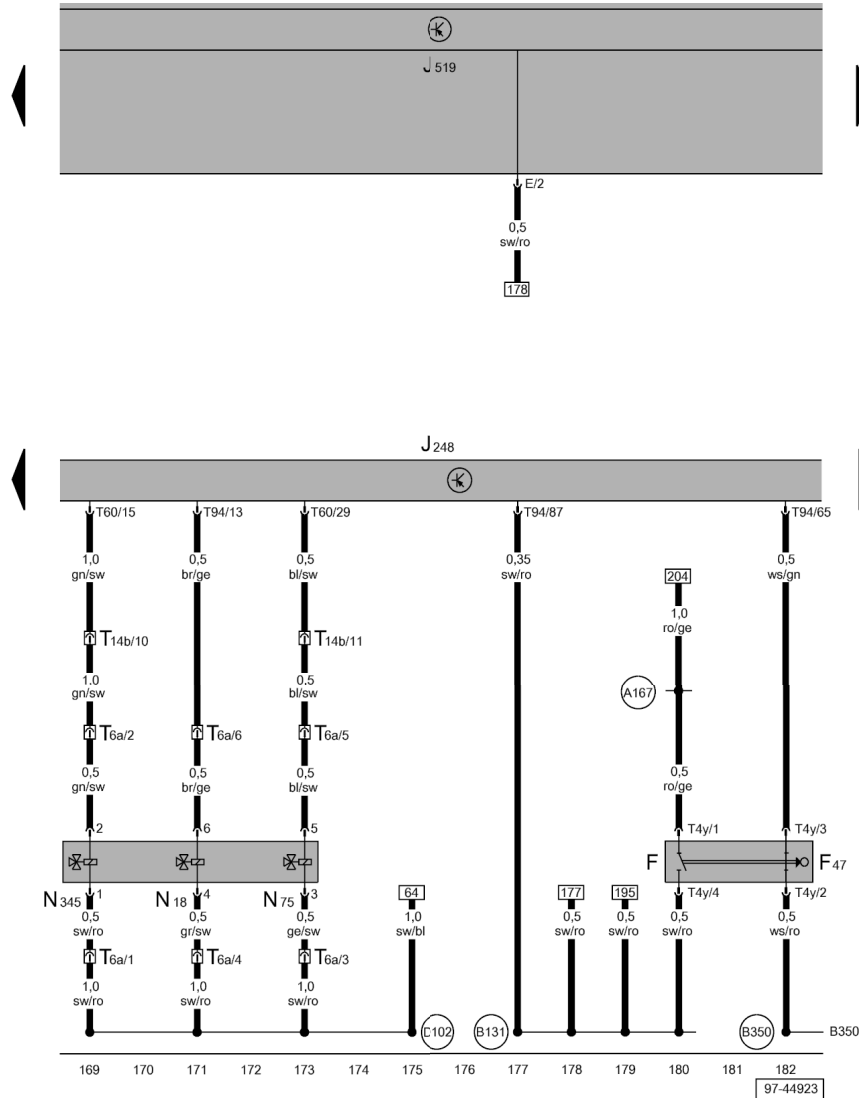 J 519
E/2
0,5
sw/ro
178
J 248
T60/15
T94/13
T60/29
T94/87
T94/65
1,0
gn/sw
0,5
br/ge
0,5
bl/sw
0,35
sw/ro
204
0,5
ws/gn
1,0
ro/ge
T14b/10
T14b/11
1.0
gn/sw
0.5
bl/sw
A167
T6a/2
T6a/6
T6a/5
0,5
gn/sw
0,5
br/ge
0,5
bl/sw
0,5
ro/ge
2
6
5
T4y/1
T4y/3
F
F47
N345
1
N18
4
N75
3
64
177
195
T4y/4
T4y/2
0,5
sw/ro
0,5
gr/sw
0,5
ge/sw
1,0
sw/bl
0,5
sw/ro
0,5
sw/ro
0,5
sw/ro
0,5
ws/ro
T6a/1
T6a/4
T6a/3
1,0
sw/ro
1,0
sw/ro
1,0
sw/ro
D102
B131
B350
B350
169 170 171 172 173 174 175 176 177 178 179 180 181 182
97-44923